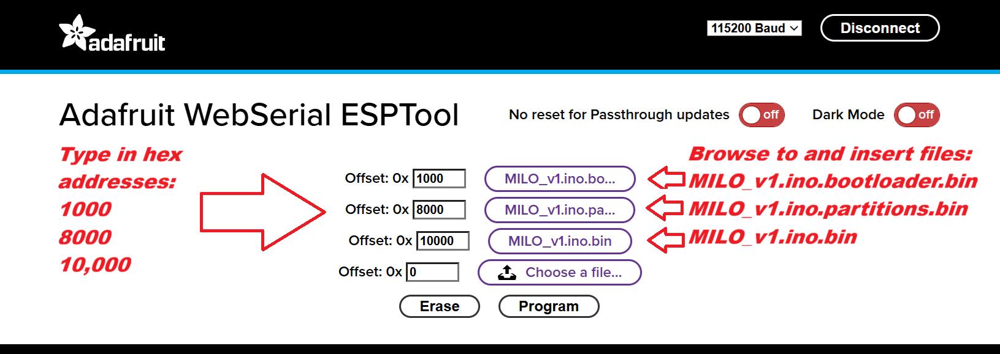 adafruit
115200 Baud
Disconnect
Adafruit WebSerial ESPTool
No reset for Passthrough updates off
Dark Mode off
Type in hex
addresses:
1000
8000
10,000
Offset: 0x 1000 MILO_v1.ino.bo...
Offset: 0x 8000 MILO_v1.ino.pa...
Offset: 0x 10000 MILO_v1.ino.bin
Offset: 0x 0 Choose a file...
Erase Program
Browse to and insert files:
MILO_v1.ino.bootloader.bin
MILO_v1.ino.partitions.bin
MILO_v1.ino.bin